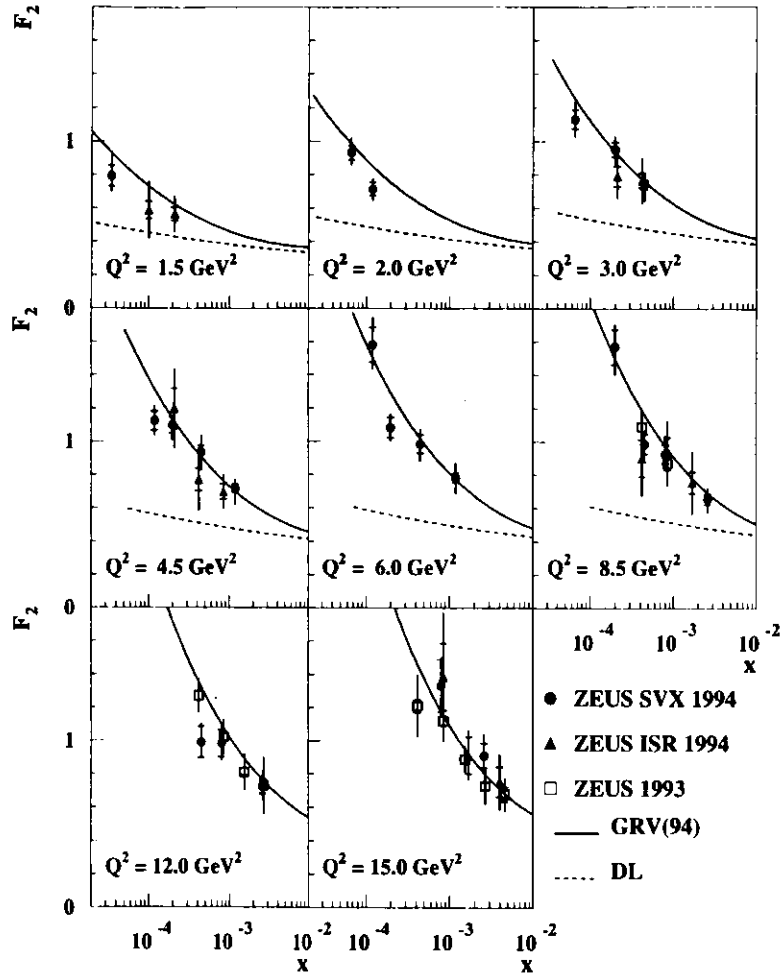 F₂
1
0
Q² = 1.5 GeV²
Q² = 2.0 GeV²
Q² = 3.0 GeV²
F₂
1
0
Q² = 4.5 GeV²
Q² = 6.0 GeV²
Q² = 8.5 GeV²
10⁻⁴ 10⁻³ 10⁻²
x
F₂
1
0
Q² = 12.0 GeV²
Q² = 15.0 GeV²
ZEUS SVX 1994
ZEUS ISR 1994
ZEUS 1993
GRV(94)
DL
10⁻⁴ 10⁻³ 10⁻² 10⁻⁴ 10⁻³ 10⁻²
x x